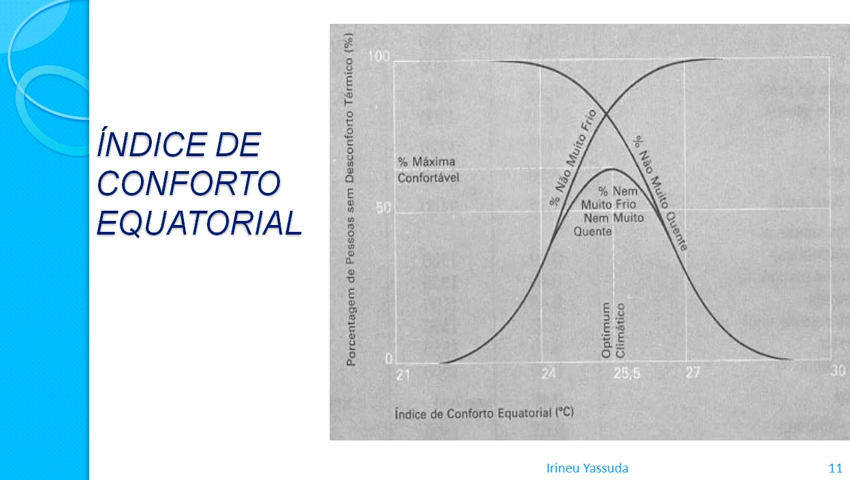 ÍNDICE DE
CONFORTO
EQUATORIAL
Porcentagem de Pessoas sem Desconforto Térmico (%)
100
50
0
% Máxima
Confortável
% Não Muito Frio
% Não Muito Quente
% Nem
Muito Frio
Nem Muito
Quente
Optimum
Climático
21
24
25,5
27
30
Índice de Conforto Equatorial (ºC)
Irineu Yassuda
11